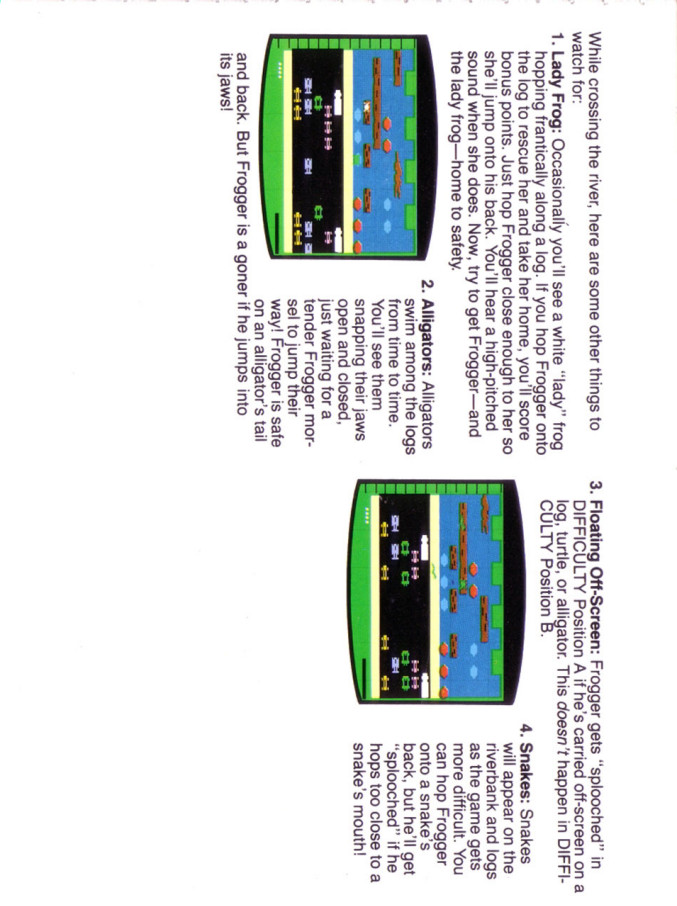 While crossing the river, here are some other things to
watch for:
1. Lady Frog: Occasionally you'll see a white "lady" frog
hopping frantically along a log. If you hop Frogger onto
the log to rescue her and take her home, you'll score
bonus points. Just hop Frogger close enough to her so
she'll jump onto his back. You'll hear a high-pitched
sound when she does. Now, try to get Frogger—and
the lady frog—home to safety.
2. Alligators: Alligators
swim among the logs
from time to time.
You'll see them
snapping their jaws
open and closed,
just waiting for a
tender Frogger mor-
sel to jump their
way! Frogger is safe
on an alligator's tail
and back. But Frogger is a goner if he jumps into
its jaws!
3. Floating Off-Screen: Frogger gets "splooched" in
DIFFICULTY Position A if he's carried off-screen on a
log, turtle, or alligator. This doesn't happen in DIFFI-
CULTY Position B.
4. Snakes: Snakes
will appear on the
riverbank and logs
as the game gets
more difficult. You
can hop Frogger
onto a snake's
back, but he'll get
"splooched" if he
hops too close to a
snake's mouth!